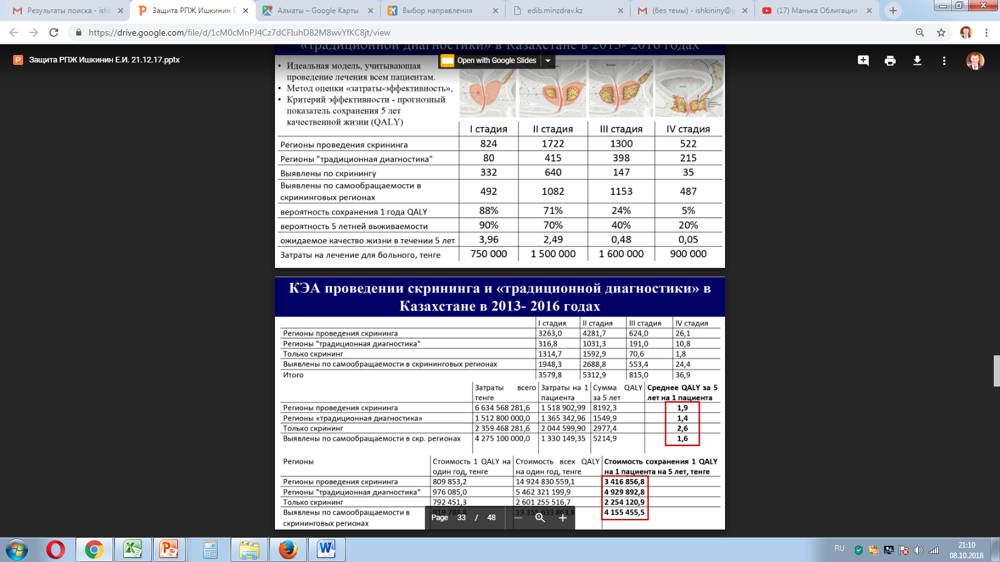 Результаты поиска - ishk
Защита РПЖ Ишкинин Е
Алматы – Google Карты
Выбор направления
edib.minzdrav.kz
(без темы) - ishkininy@g
(17) Манька Облигация
https://drive.google.com/file/d/1cM0cMnPJ4Cz7dCFIuhD82M8wvYfKC8jt/view
«традиционной диагностики» в Казахстане в 2013- 2016 годах
Защита РПЖ Ишкинин Е.И. 21.12.17.pptx
Open with Google Slides
• Идеальная модель, учитывающая
проведение лечения всем пациентам.
• Метод оценки «затраты-эффективность»,
• Критерий эффективности - прогнозный
показатель сохранения 5 лет
качественной жизни (QALY)
I стадия II стадия III стадия IV стадия
Регионы проведения скрининга 824 1722 1300 522
Регионы "традиционная диагностика" 80 415 398 215
Выявлены по скринингу 332 640 147 35
Выявлены по самообращаемости в
скрининговых регионах 492 1082 1153 487
вероятность сохранения 1 года QALY 88% 71% 24% 5%
вероятность 5 летней выживаемости 90% 70% 40% 20%
ожидаемое качество жизни в течении 5 лет 3,96 2,49 0,48 0,05
Затраты на лечение для больного, тенге 750 000 1 500 000 1 600 000 900 000
КЭА проведении скрининга и «традиционной диагностики» в
Казахстане в 2013- 2016 годах
I стадия II стадия III стадия IV стадия
Регионы проведения скрининга 3263,0 4281,7 624,0 26,1
Регионы "традиционная диагностика" 316,8 1031,3 191,0 10,8
Только скрининг 1314,7 1592,9 70,6 1,8
Выявлены по самообращаемости в скрининговых регионах 1948,3 2688,8 553,4 24,4
Итого 3579,8 5312,9 815,0 36,9
Затраты всего Затраты на 1 Сумма QALY Среднее QALY за 5
тенге пациента за 5 лет лет на 1 пациента
Регионы проведения скрининга 6 634 568 281,6 1 518 902,99 8192,3 1,9
Регионы «традиционная диагностика» 1 512 800 000,0 1 365 342,96 1549,9 1,4
Только скрининг 2 359 468 281,6 2 044 599,90 2977,4 2,6
Выявлены по самообращаемости в скр. регионах 4 275 100 000,0 1 330 149,35 5214,9 1,6
Регионы Стоимость 1 QALY на Стоимость всех QALY Стоимость сохранения 1 QALY
один год, тенге на один год, тенге на 1 пациента на 5 лет, тенге
Регионы проведения скрининга 809 853,2 14 924 830 559,1 3 416 856,8
Регионы "традиционная диагностика" 976 085,0 5 462 321 199,9 4 929 892,8
Только скрининг 792 451,3 2 601 255 516,7 2 254 120,9
Выявлены по самообращаемости в 819 788,8 13 355 633 863,8 4 155 455,5
скрининговых регионах
Page 33 / 48
RU
21:10
08.10.2018